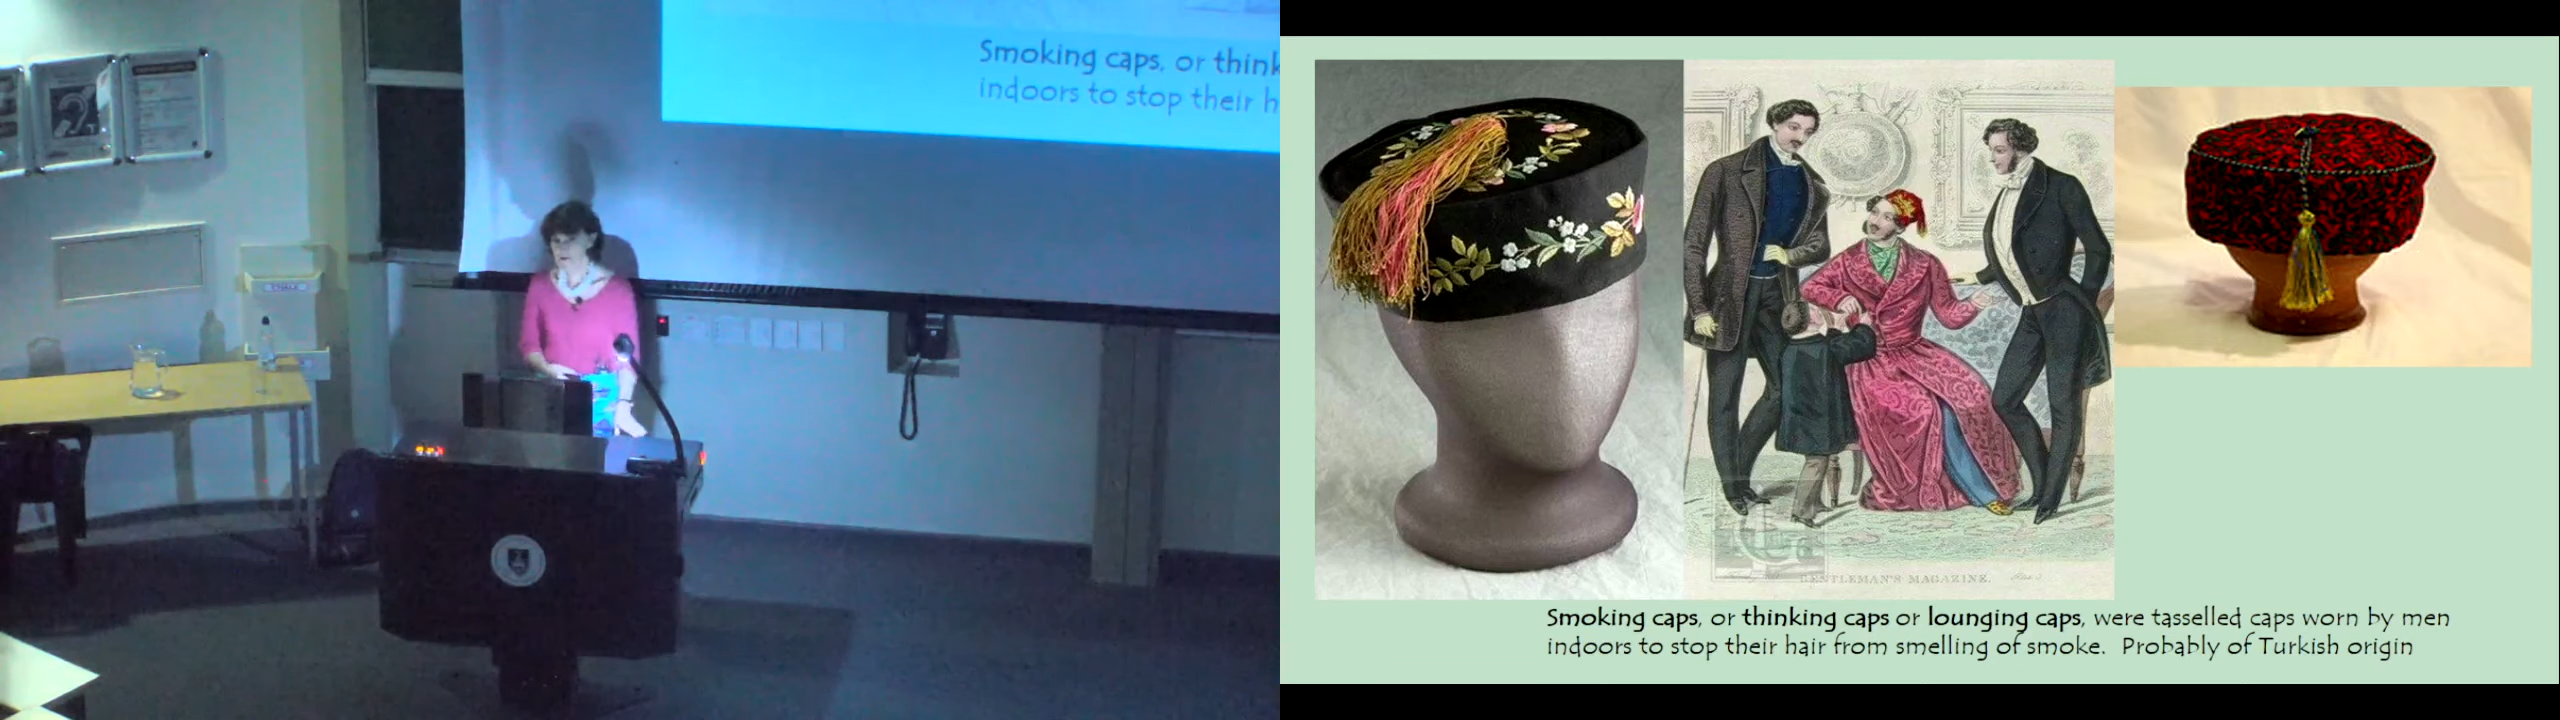 Smoking caps, or think
indoors to stop their h
GENTLEMAN'S MAGAZINE.
Smoking caps, or thinking caps or lounging caps, were tasselled caps worn by men
indoors to stop their hair from smelling of smoke. Probably of Turkish origin